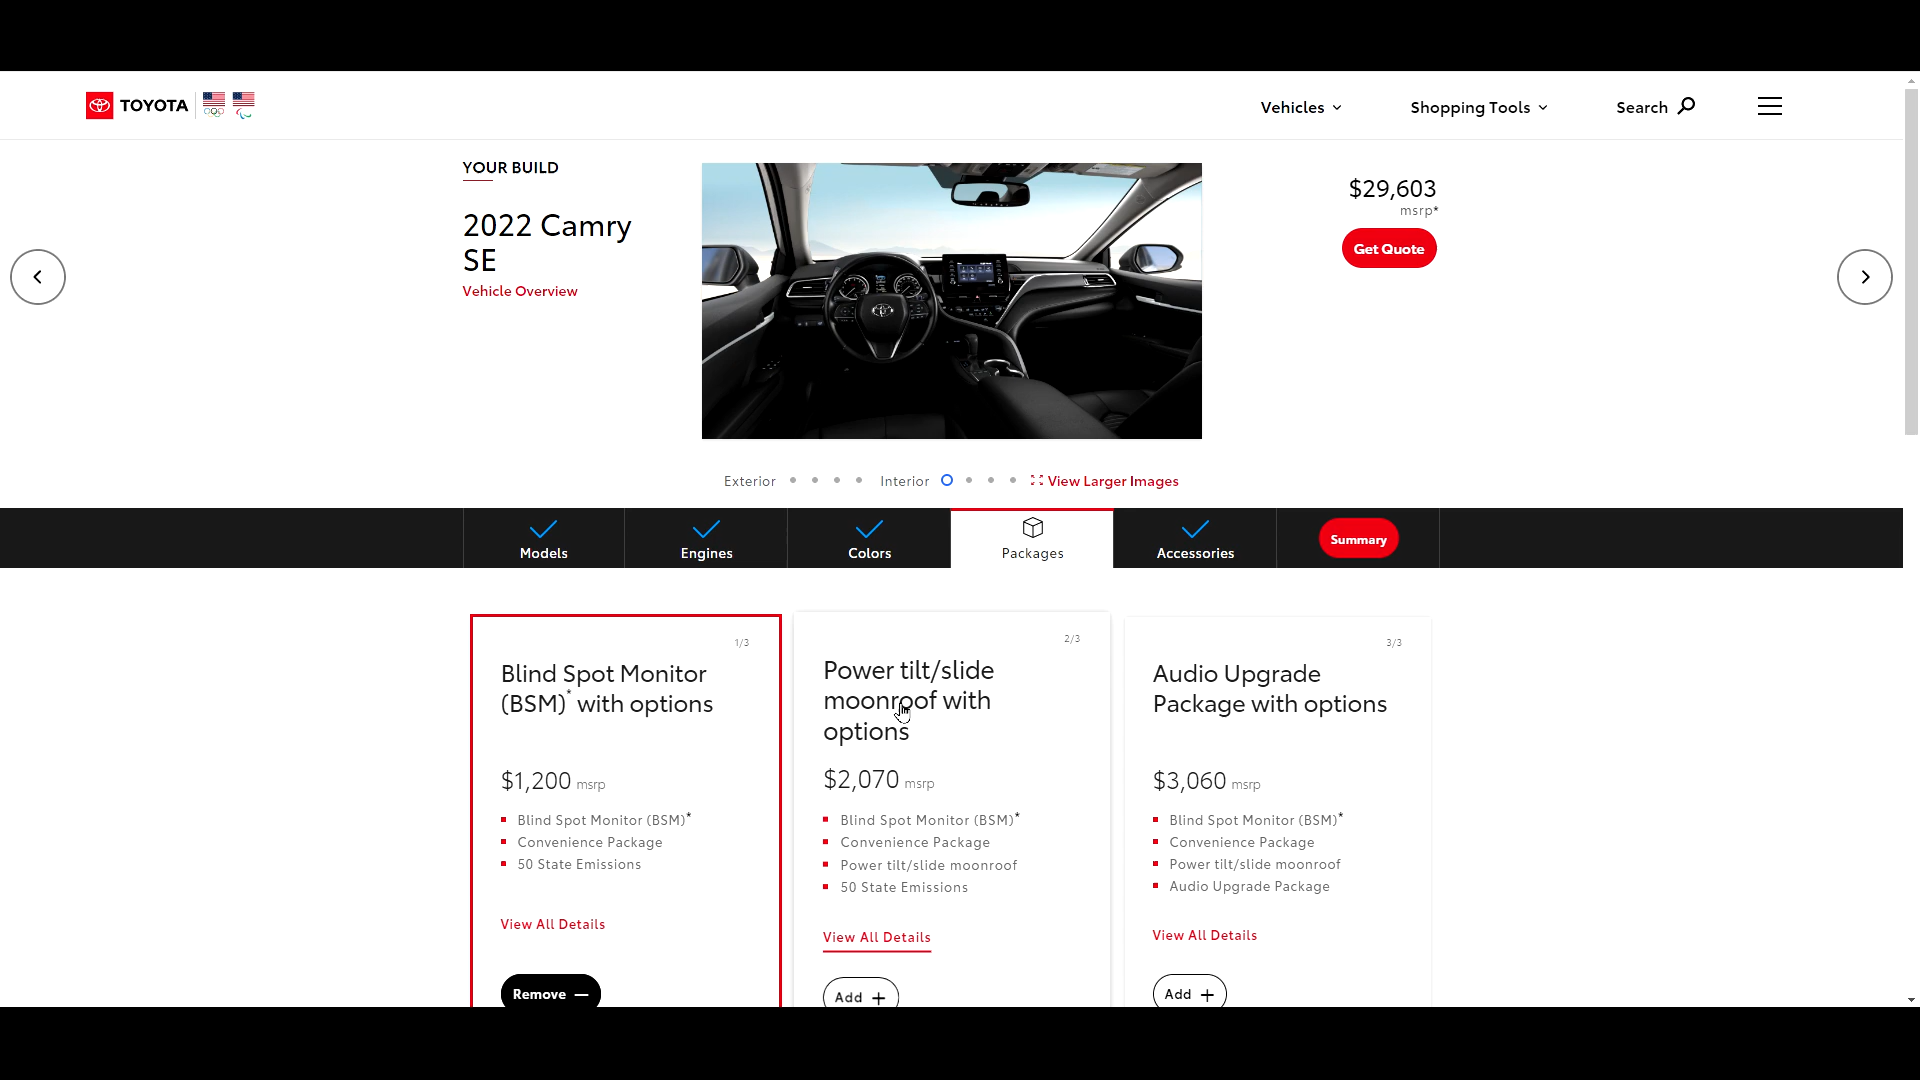 TOYOTA
Vehicles
Shopping Tools
Search
YOUR BUILD
2022 Camry
SE
Vehicle Overview
$29,603
msrp*
Get Quote
Exterior
Interior
View Larger Images
Models
Engines
Colors
Packages
Accessories
Summary
1/3
Blind Spot Monitor
(BSM)* with options
$1,200 msrp
Blind Spot Monitor (BSM)*
Convenience Package
50 State Emissions
View All Details
Remove
2/3
Power tilt/slide
moonroof with
options
$2,070 msrp
Blind Spot Monitor (BSM)*
Convenience Package
Power tilt/slide moonroof
50 State Emissions
View All Details
Add
3/3
Audio Upgrade
Package with options
$3,060 msrp
Blind Spot Monitor (BSM)*
Convenience Package
Power tilt/slide moonroof
Audio Upgrade Package
View All Details
Add